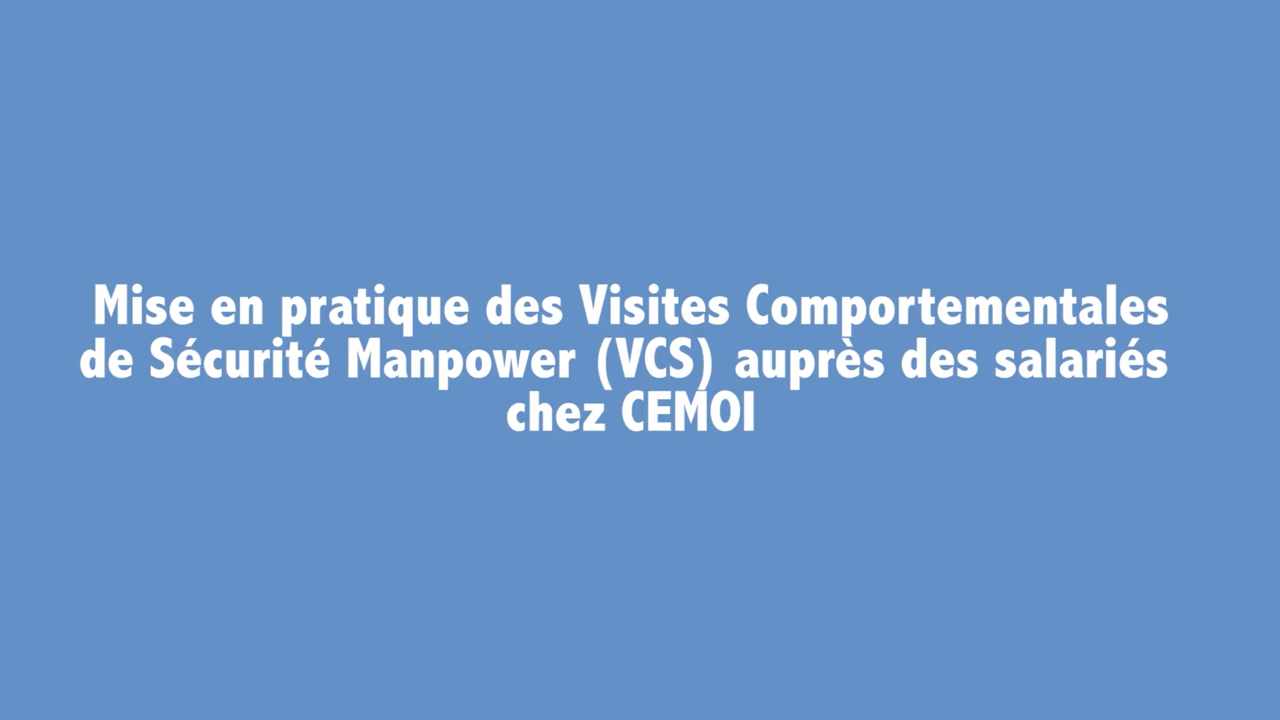 Mise en pratique des Visites Comportementales
de Sécurité Manpower (VCS) auprès des salariés
chez CEMOI